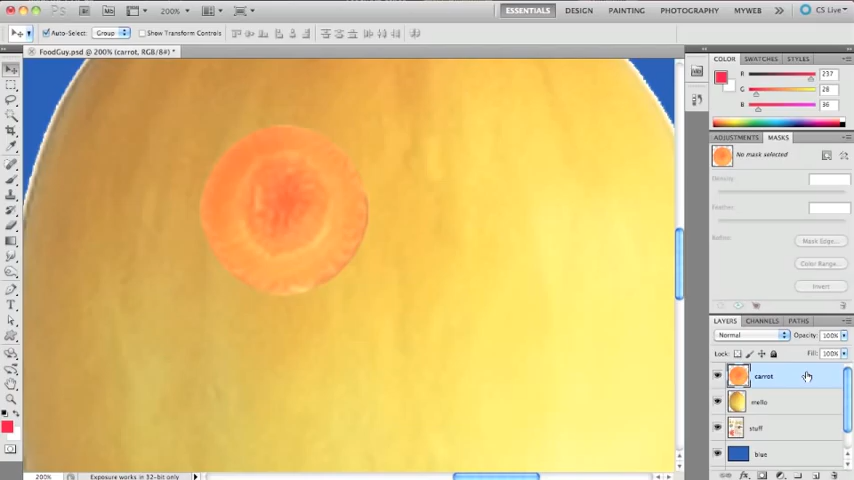 Ps Br Mb 200% ESSENTIALS DESIGN PAINTING PHOTOGRAPHY MYWEB >> CS Live
Auto-Select: Group Show Transform Controls
FoodGuy.psd @ 200% (carrot, RGB/8#) *
COLOR SWATCHES STYLES
R 237
G 28
B 36
ADJUSTMENTS MASKS
No mask selected
Density:
Feather:
Refine: Mask Edge...
Color Range...
Invert
LAYERS CHANNELS PATHS
Normal Opacity: 100%
Lock: Fill: 100%
carrot
mello
stuff
blue
200% Exposure works in 32-bit only
fx